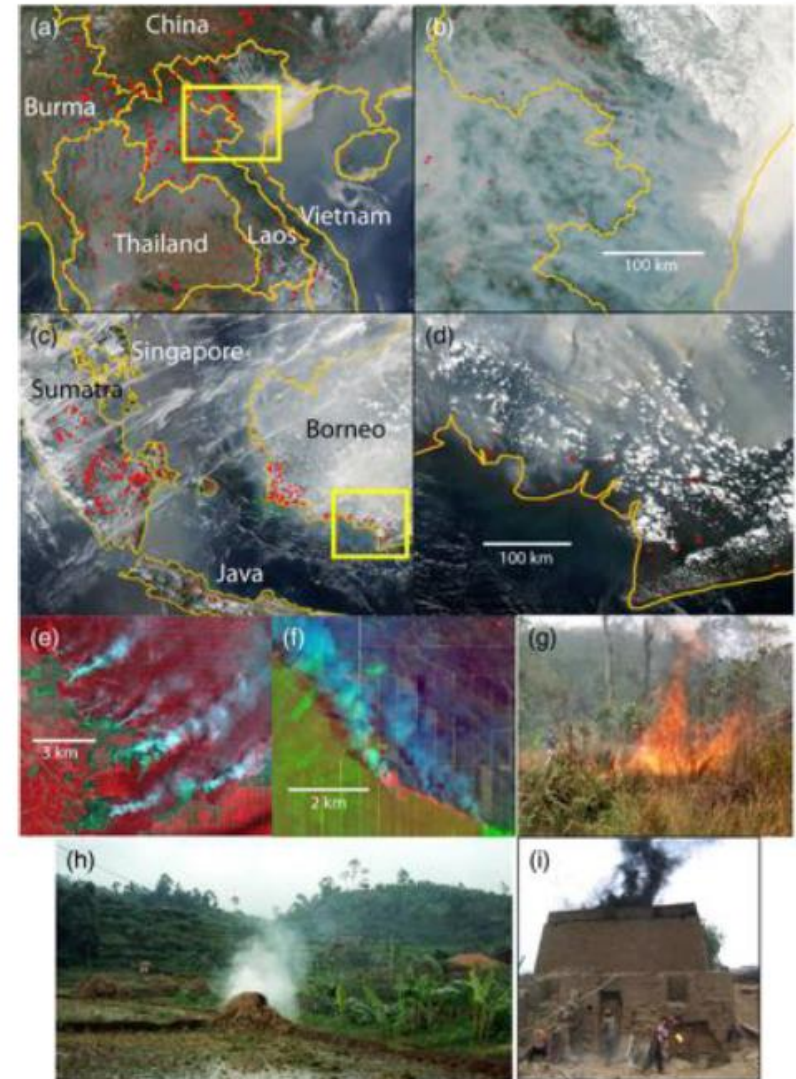 (a)
China
(b)
Burma
Vietnam
Thailand
Laos
100 km
(c)
Singapore
(d)
Sumatra
Borneo
100 km
Java
(e)
(f)
(g)
3 km
2 km
(h)
(i)